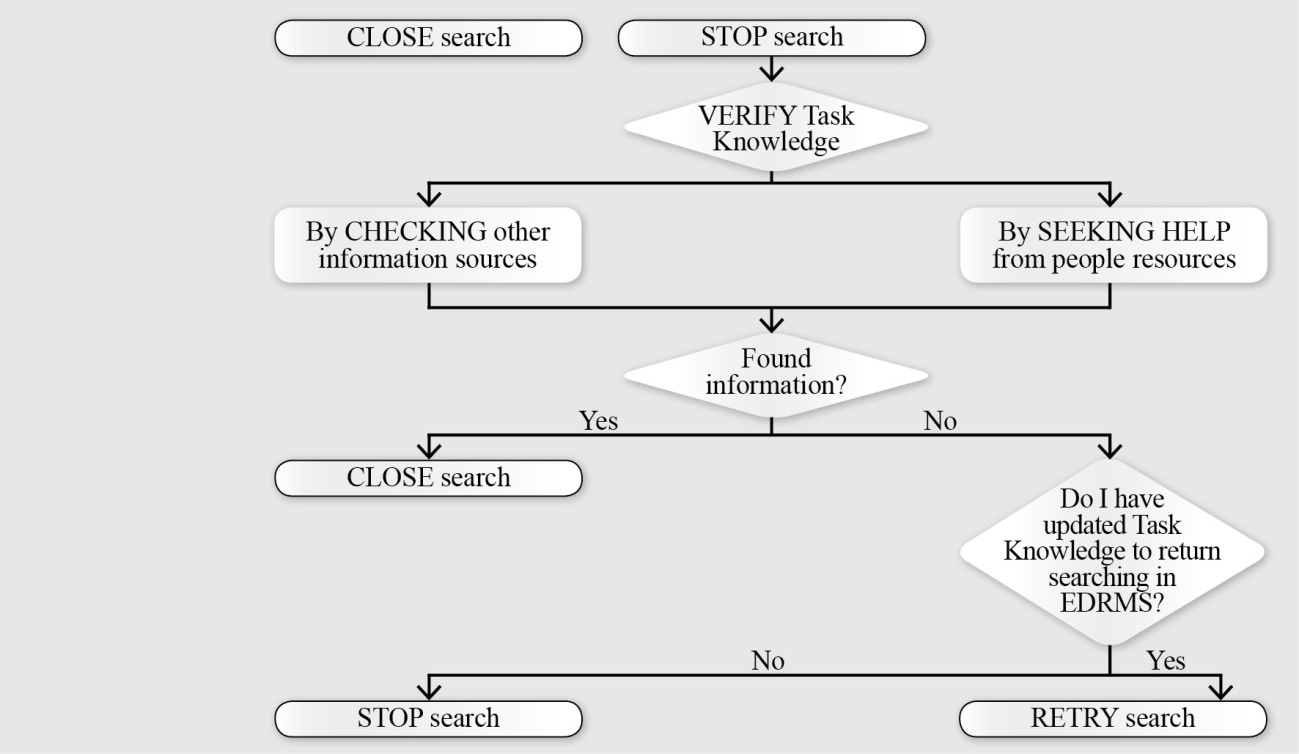 CLOSE search
STOP search
VERIFY Task
Knowledge
By CHECKING other
information sources
By SEEKING HELP
from people resources
Found
information?
Yes
No
CLOSE search
Do I have
updated Task
Knowledge to return
searching in
EDRMS?
No
Yes
STOP search
RETRY search